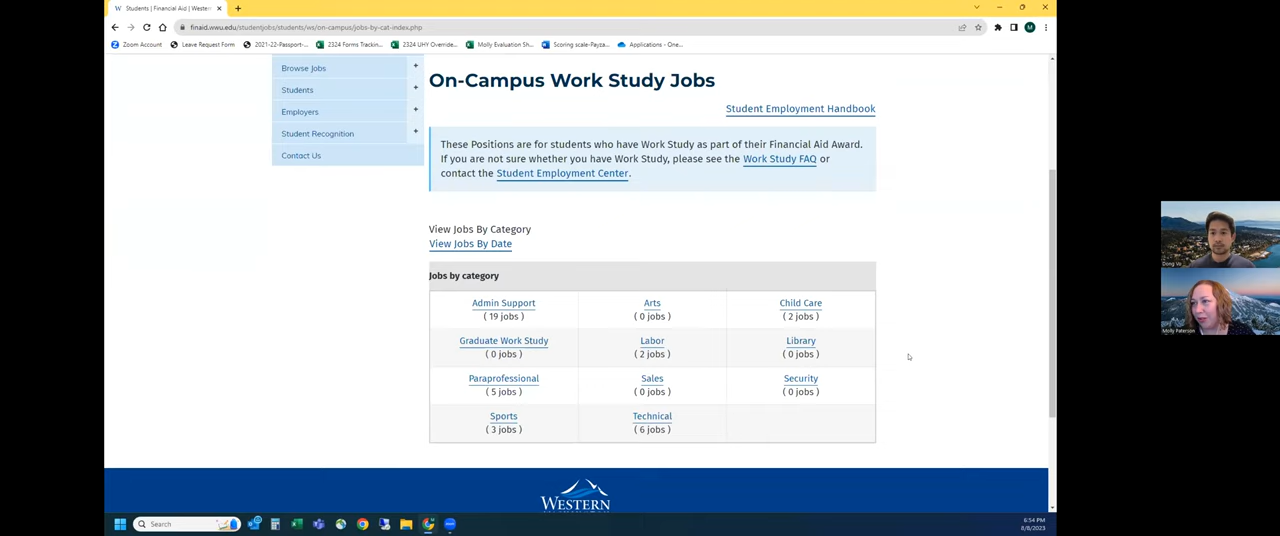 Students | Financial Aid | Western
finaid.wwu.edu/studentjobs/students/ws/on-campus/jobs-by-cat-index.php
M
Zoom Account
Leave Request Form
2021-22-Passport-...
2324 Forms Trackin...
2324 UHY Override...
Molly Evaluation Sh...
Scoring scale-Payza...
Applications - One...
Browse Jobs +
Students +
Employers +
Student Recognition +
Contact Us
On-Campus Work Study Jobs
Student Employment Handbook
These Positions are for students who have Work Study as part of their Financial Aid Award.
If you are not sure whether you have Work Study, please see the Work Study FAQ or
contact the Student Employment Center.
View Jobs By Category
View Jobs By Date
Jobs by category
Admin Support Arts Child Care
( 19 jobs ) ( 0 jobs ) ( 2 jobs )
Graduate Work Study Labor Library
( 0 jobs ) ( 2 jobs ) ( 0 jobs )
Paraprofessional Sales Security
( 5 jobs ) ( 0 jobs ) ( 0 jobs )
Sports Technical
( 3 jobs ) ( 6 jobs )
WESTERN
Dong Vo
Molly Paterson
Search
6:54 PM
8/8/2023